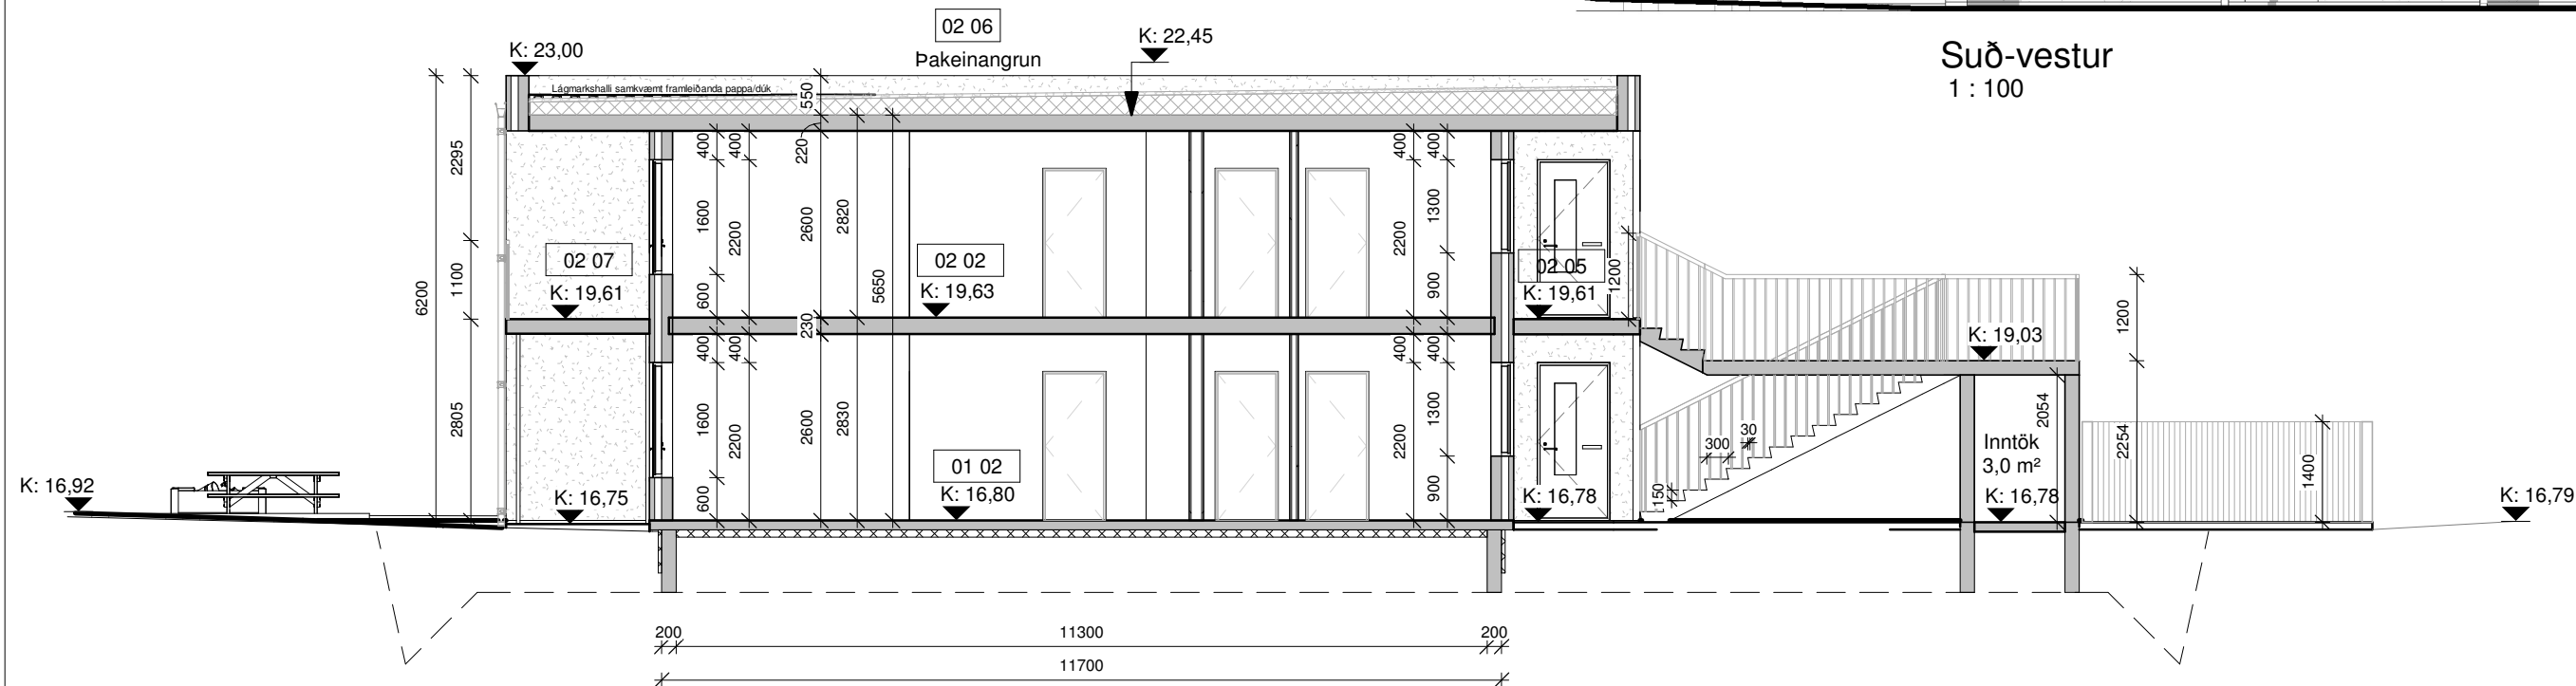 02 06
Þakeinangrun
K: 23,00
K: 22,45
Suð-vestur
1 : 100
Lágmarkshalli samkvæmt framleiðanda pappa/dúk
550
220
400
400
400
400
2295
1600
2200
2600
2820
2200
1300
6200
1100
02 07
K: 19,61
600
5650
02 02
K: 19,63
02 05
K: 19,61
1200
900
1200
230
400
400
400
400
K: 19,03
2805
1600
2200
2600
2830
2200
1300
300
30
2054
2254
1400
Inntök
3,0 m²
K: 16,78
01 02
K: 16,80
K: 16,92
K: 16,75
600
900
K: 16,78
150
K: 16,79
200
11300
200
11700